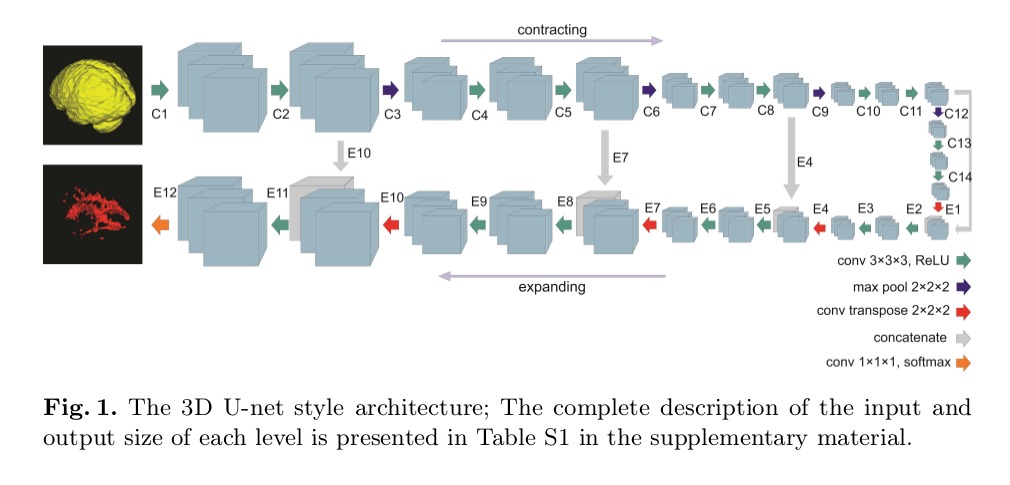 contracting
C1 C2 C3 C4 C5 C6 C7 C8 C9 C10 C11 C12
C13
E10 E7 E4
C14
E12 E11 E10 E9 E8 E7 E6 E5 E4 E3 E2 E1
expanding
conv 3×3×3, ReLU
max pool 2×2×2
conv transpose 2×2×2
concatenate
conv 1×1×1, softmax
Fig. 1. The 3D U-net style architecture; The complete description of the input and
output size of each level is presented in Table S1 in the supplementary material.